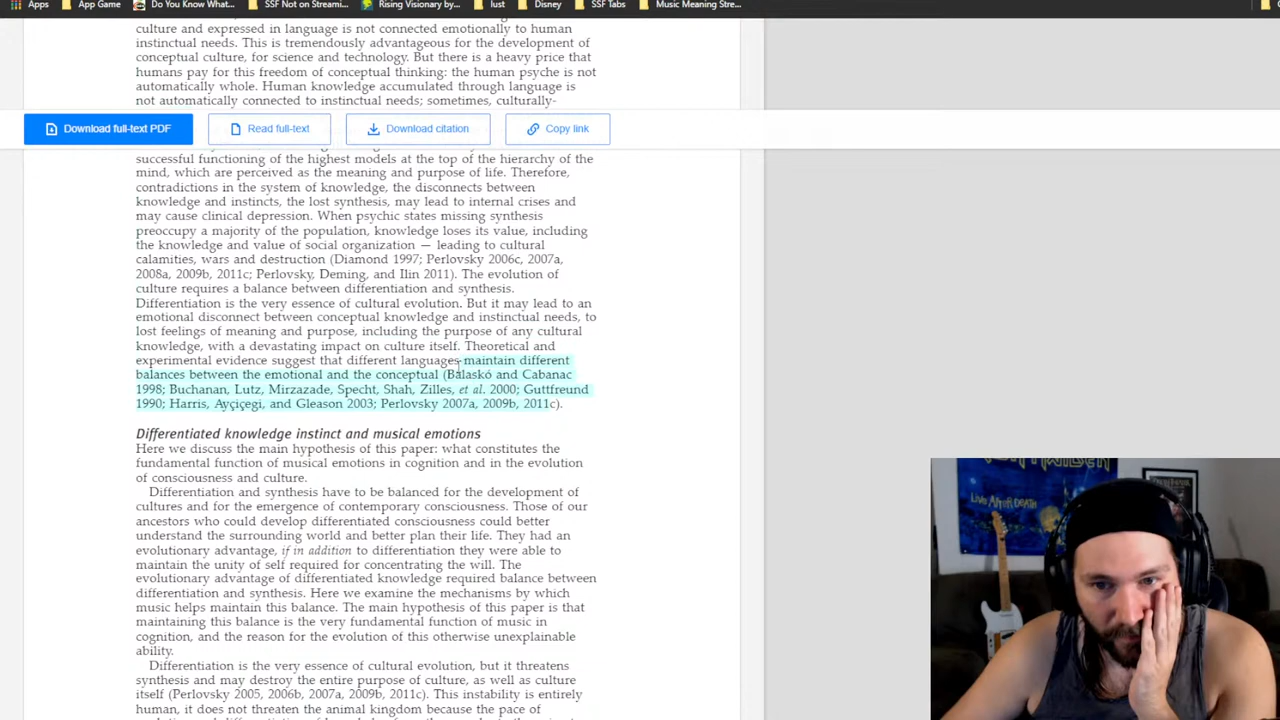 Apps
App Game
Do You Know What...
SSF Not on Streami...
Rising Visionary by...
lust
Disney
SSF Tabs
Music Meaning Stre...
culture and expressed in language is not connected emotionally to human
instinctual needs. This is tremendously advantageous for the development of
conceptual culture, for science and technology. But there is a heavy price that
humans pay for this freedom of conceptual thinking: the human psyche is not
automatically whole. Human knowledge accumulated through language is
not automatically connected to instinctual needs; sometimes, culturally-
Download full-text PDF
Read full-text
Download citation
Copy link
successful functioning of the highest models at the top of the hierarchy of the
mind, which are perceived as the meaning and purpose of life. Therefore,
contradictions in the system of knowledge, the disconnects between
knowledge and instincts, the lost synthesis, may lead to internal crises and
may cause clinical depression. When psychic states missing synthesis
preoccupy a majority of the population, knowledge loses its value, including
the knowledge and value of social organization — leading to cultural
calamities, wars and destruction (Diamond 1997; Perlovsky 2006c, 2007a,
2008a, 2009b, 2011c; Perlovsky, Deming, and Ilin 2011). The evolution of
culture requires a balance between differentiation and synthesis.
Differentiation is the very essence of cultural evolution. But it may lead to an
emotional disconnect between conceptual knowledge and instinctual needs, to
lost feelings of meaning and purpose, including the purpose of any cultural
knowledge, with a devastating impact on culture itself. Theoretical and
experimental evidence suggest that different languages maintain different
balances between the emotional and the conceptual (Balaskó and Cabanac
1998; Buchanan, Lutz, Mirzazade, Specht, Shah, Zilles, et al. 2000; Guttfreund
1990; Harris, Ayçiçegi, and Gleason 2003; Perlovsky 2007a, 2009b, 2011c).
Differentiated knowledge instinct and musical emotions
Here we discuss the main hypothesis of this paper: what constitutes the
fundamental function of musical emotions in cognition and in the evolution
of consciousness and culture.
Differentiation and synthesis have to be balanced for the development of
cultures and for the emergence of contemporary consciousness. Those of our
ancestors who could develop differentiated consciousness could better
understand the surrounding world and better plan their life. They had an
evolutionary advantage, if in addition to differentiation they were able to
maintain the unity of self required for concentrating the will. The
evolutionary advantage of differentiated knowledge required balance between
differentiation and synthesis. Here we examine the mechanisms by which
music helps maintain this balance. The main hypothesis of this paper is that
maintaining this balance is the very fundamental function of music in
cognition, and the reason for the evolution of this otherwise unexplainable
ability.
Differentiation is the very essence of cultural evolution, but it threatens
synthesis and may destroy the entire purpose of culture, as well as culture
itself (Perlovsky 2005, 2006b, 2007a, 2009b, 2011c). This instability is entirely
human, it does not threaten the animal kingdom because the pace of
LIVE AFTER DEATH